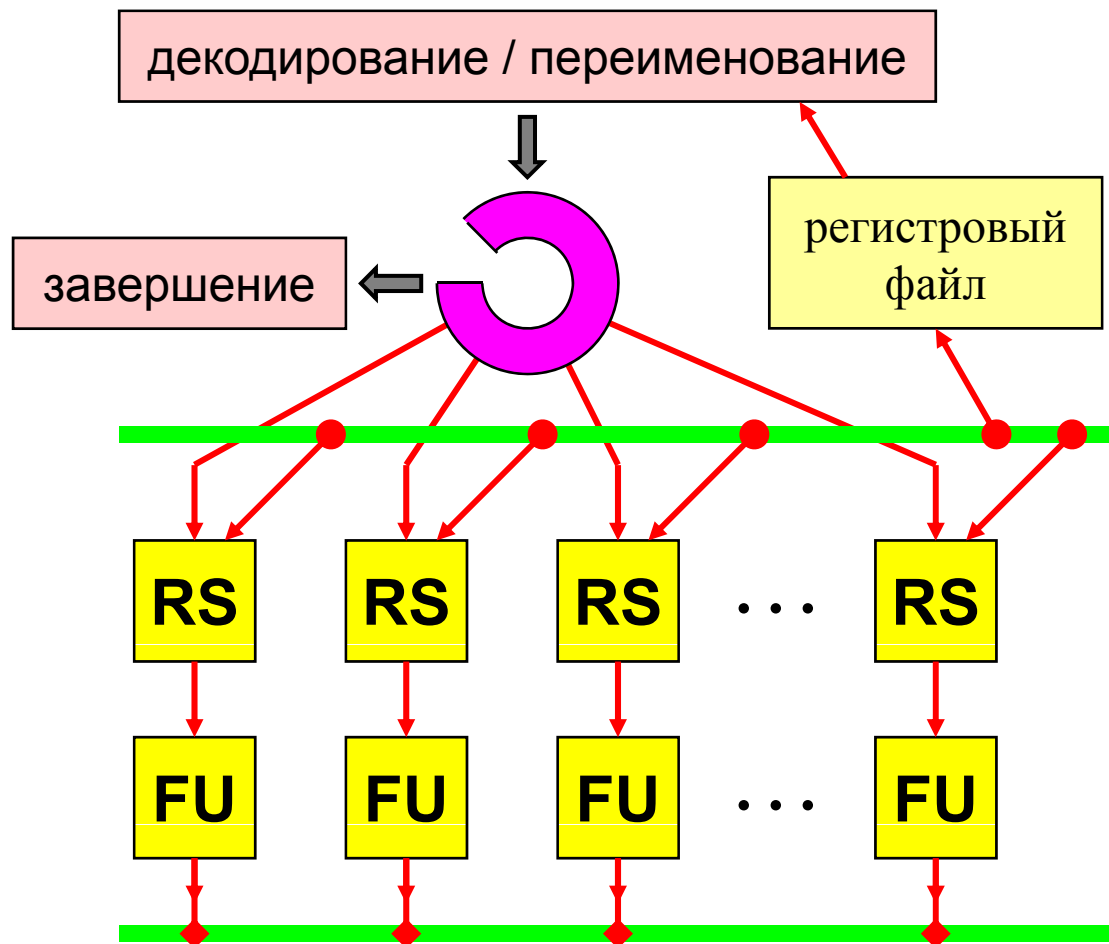 декодирование / переименование
регистровый
файл
завершение
RS RS RS . . . RS
FU FU FU . . . FU